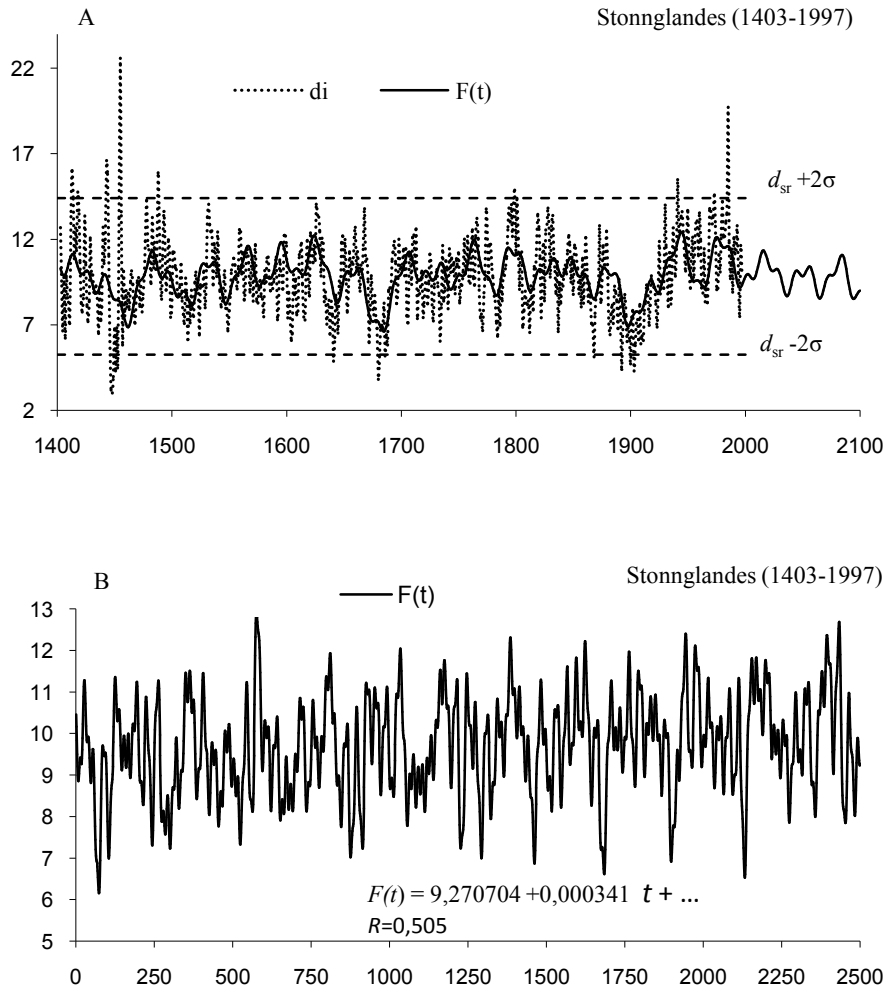 A
Stonnglandes (1403-1997)
22
di
F(t)
17
dsr +2σ
12
7
dsr -2σ
2
1400 1500 1600 1700 1800 1900 2000 2100
B
Stonnglandes (1403-1997)
F(t)
13
12
11
10
9
8
7
F(t) = 9,270704 +0,000341 t + ...
6
R=0,505
5
0 250 500 750 1000 1250 1500 1750 2000 2250 2500